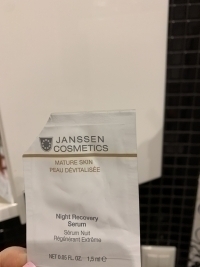 JANSSEN
COSMETICS
MATURE SKIN
PEAU DÉVITALISÉE
Night Recovery
Serum
Sérum Nuit
Régénérant Extrême
NET 0.05 FL. OZ. 1,5 ml e